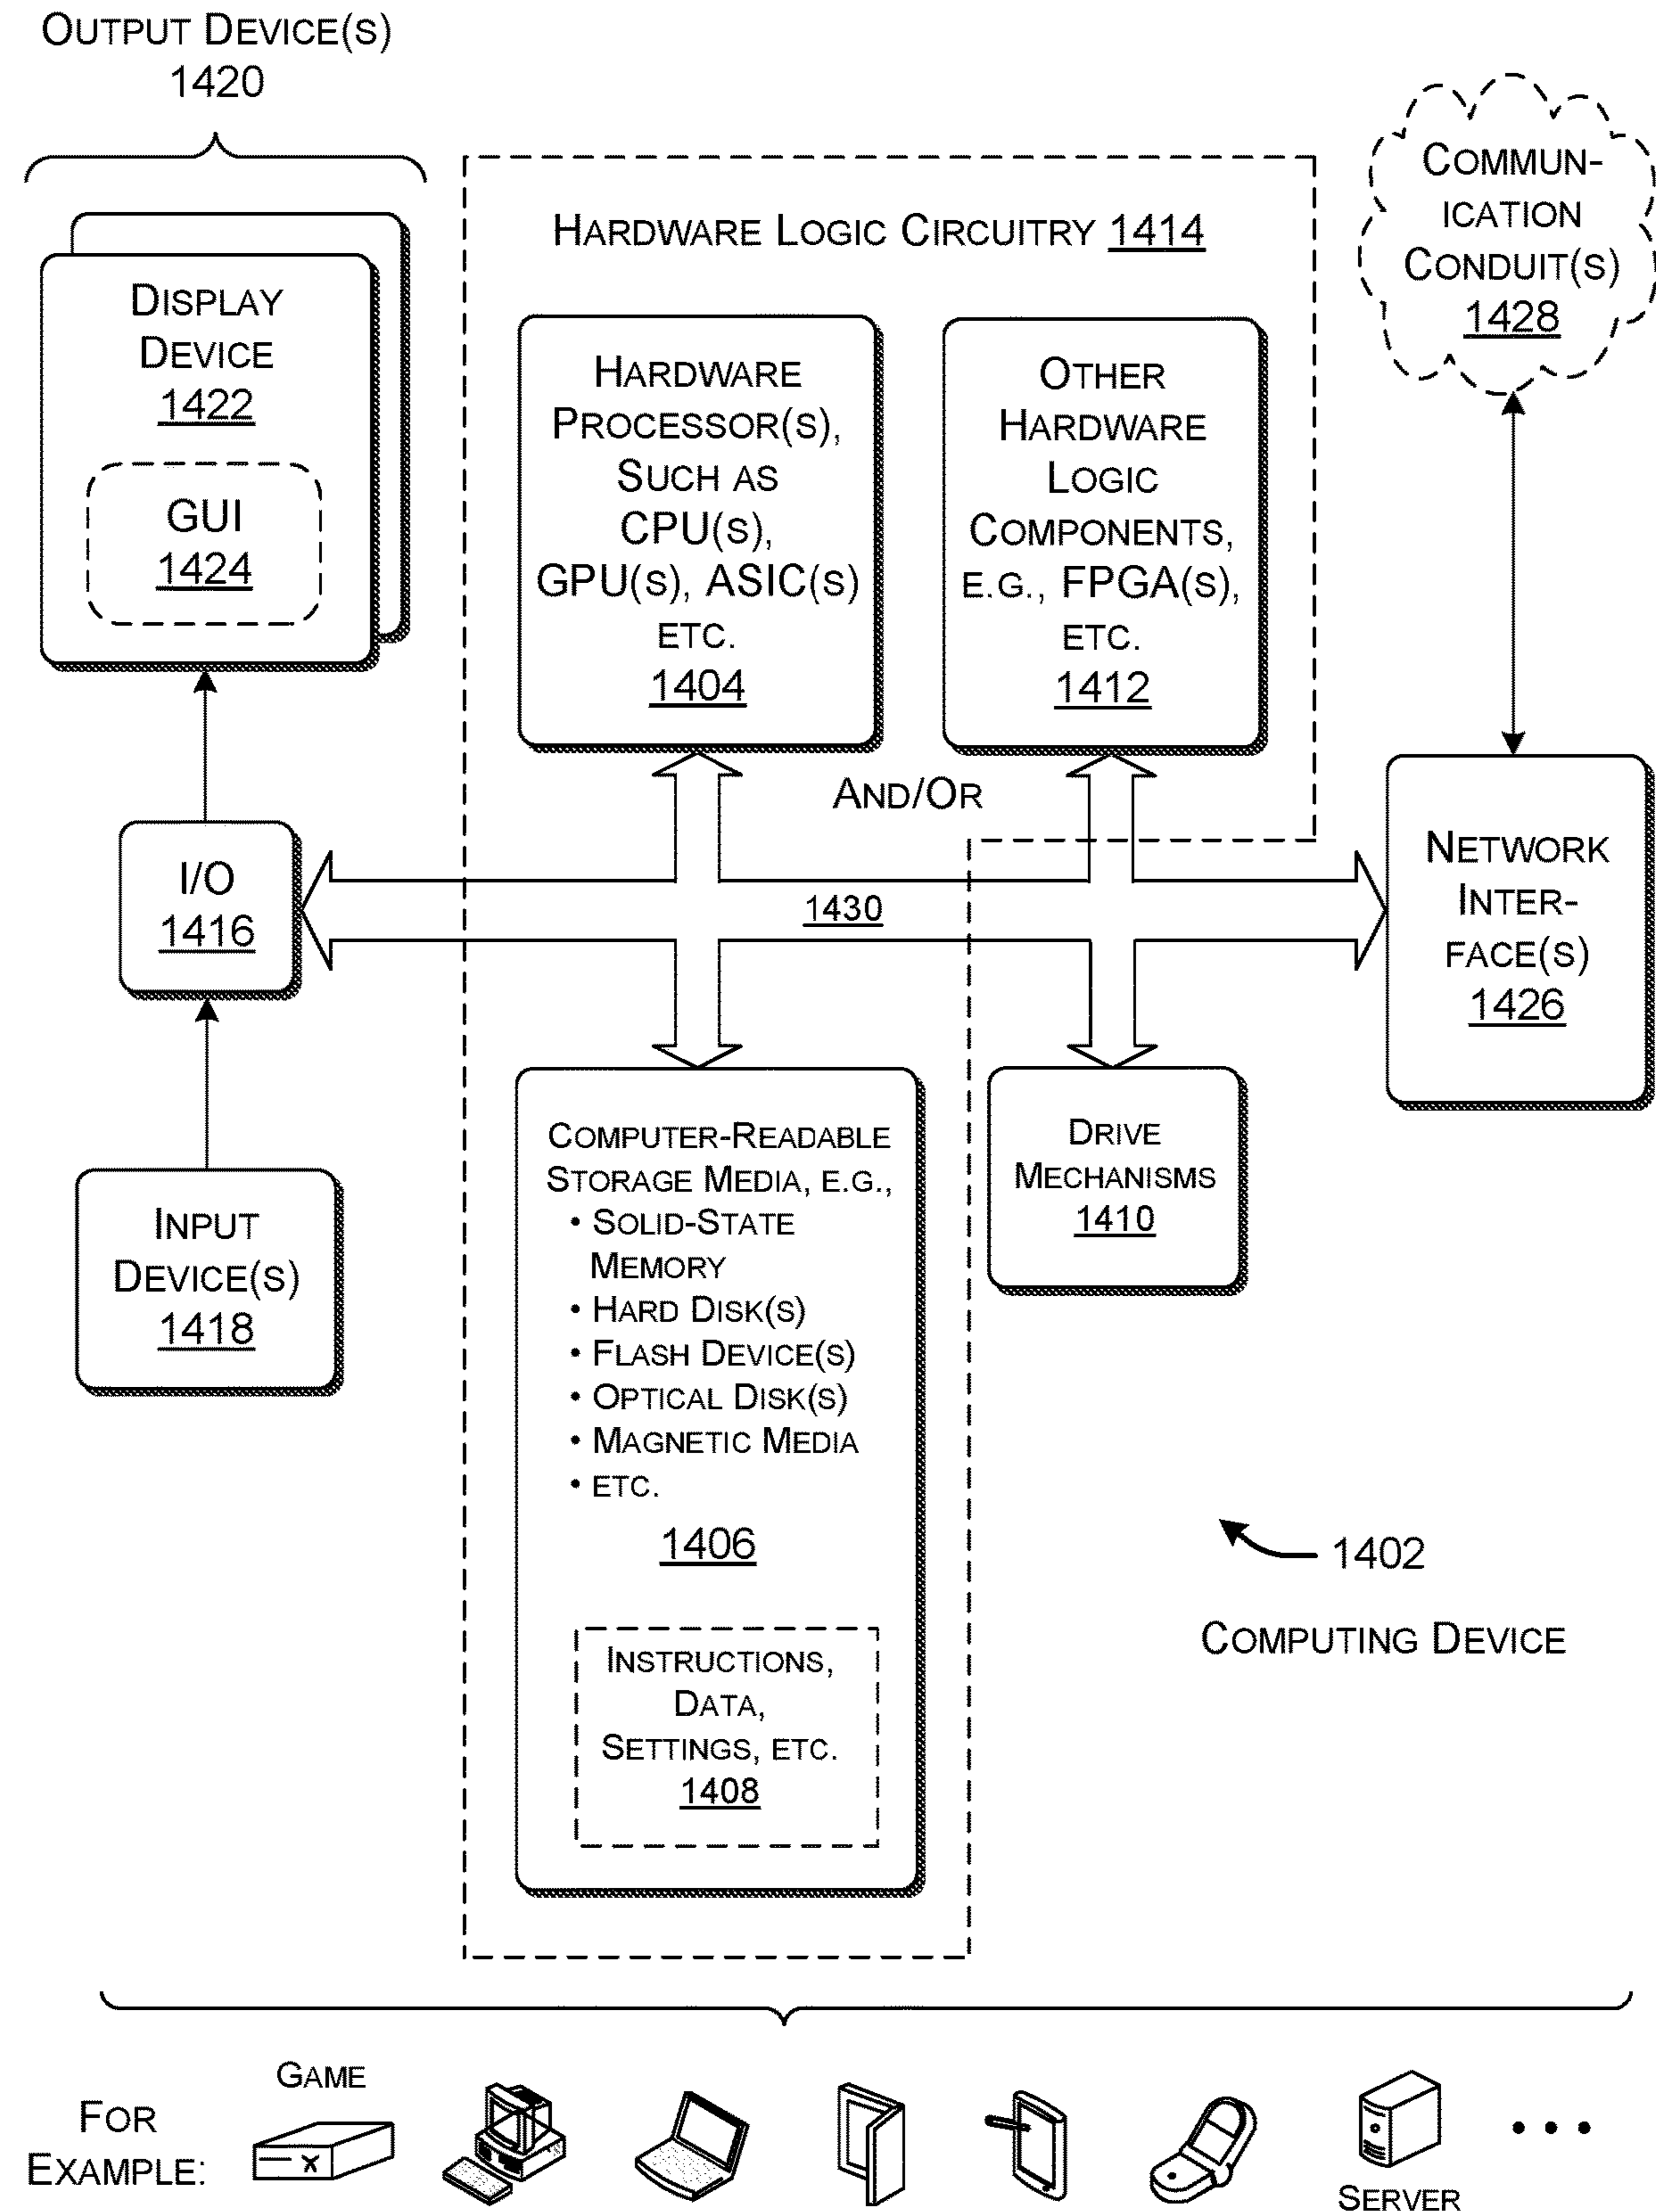 OUTPUT DEVICE(S)
1420
DISPLAY
DEVICE
1422
GUI
1424
I/O
1416
INPUT
DEVICE(S)
1418
HARDWARE LOGIC CIRCUITRY 1414
HARDWARE
PROCESSOR(S),
SUCH AS
CPU(S),
GPU(S), ASIC(S)
ETC.
1404
OTHER
HARDWARE
LOGIC
COMPONENTS,
E.G., FPGA(S),
ETC.
1412
AND/OR
1430
COMPUTER-READABLE
STORAGE MEDIA, E.G.,
• SOLID-STATE
MEMORY
• HARD DISK(S)
• FLASH DEVICE(S)
• OPTICAL DISK(S)
• MAGNETIC MEDIA
• ETC.
1406
INSTRUCTIONS,
DATA,
SETTINGS, ETC.
1408
DRIVE
MECHANISMS
1410
COMMUN-
ICATION
CONDUIT(S)
1428
NETWORK
INTER-
FACE(S)
1426
1402
COMPUTING DEVICE
FOR
EXAMPLE:
GAME
X
SERVER
• • •